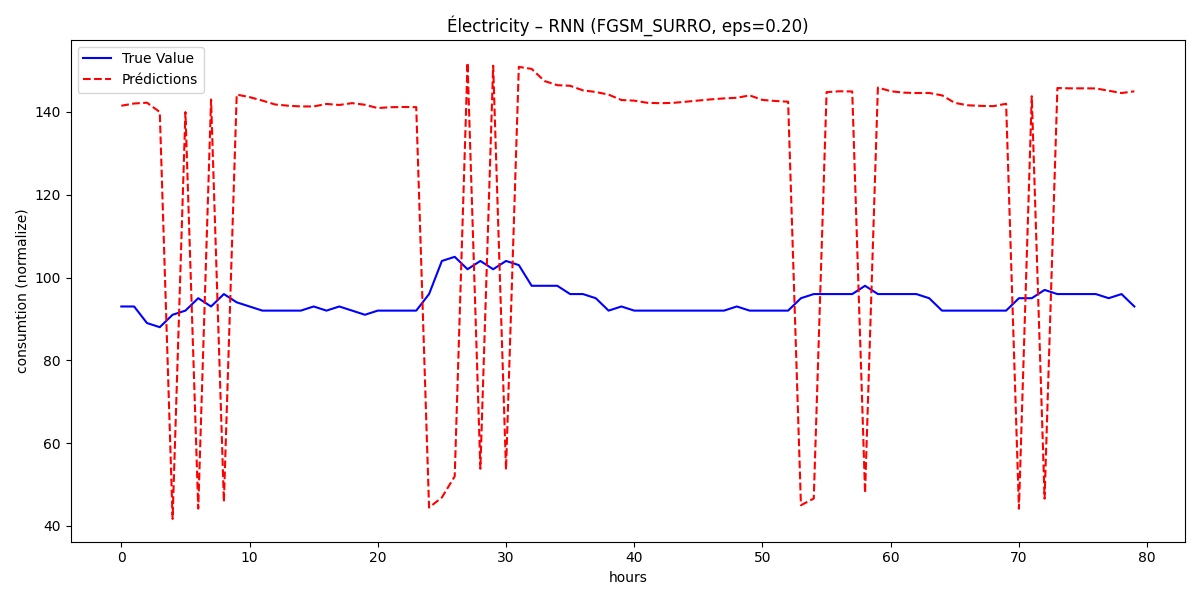 Électricity – RNN (FGSM_SURRO, eps=0.20)
True Value
Prédictions
consumtion (normalize)
140
120
100
80
60
40
0 10 20 30 40 50 60 70 80
hours